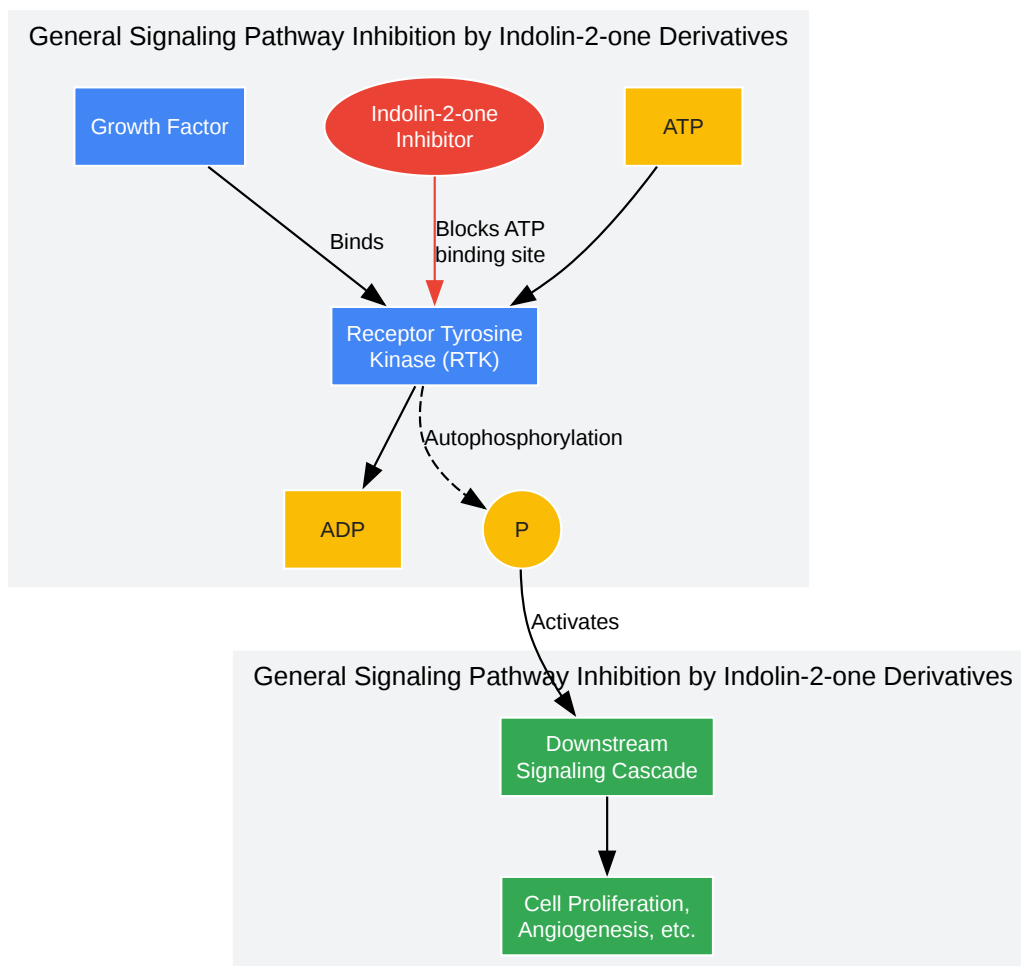 General Signaling Pathway Inhibition by Indolin-2-one Derivatives
Growth Factor
Indolin-2-one
Inhibitor
ATP
Binds
Blocks ATP
binding site
Receptor Tyrosine
Kinase (RTK)
Autophosphorylation
ADP
P
Activates
General Signaling Pathway Inhibition by Indolin-2-one Derivatives
Downstream
Signaling Cascade
Cell Proliferation,
Angiogenesis, etc.